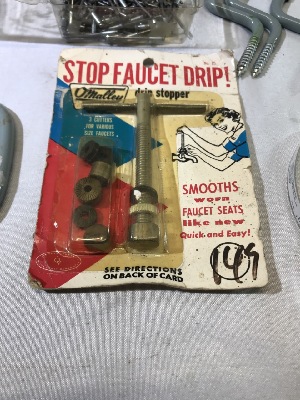 STOP FAUCET DRIP!
O'Malley drip stopper
3 CUTTERS
FOR VARIOUS
SIZE FAUCETS
SMOOTHS
worn
FAUCET SEATS
like new
Quick and Easy!
SEE DIRECTIONS
ON BACK OF CARD
149